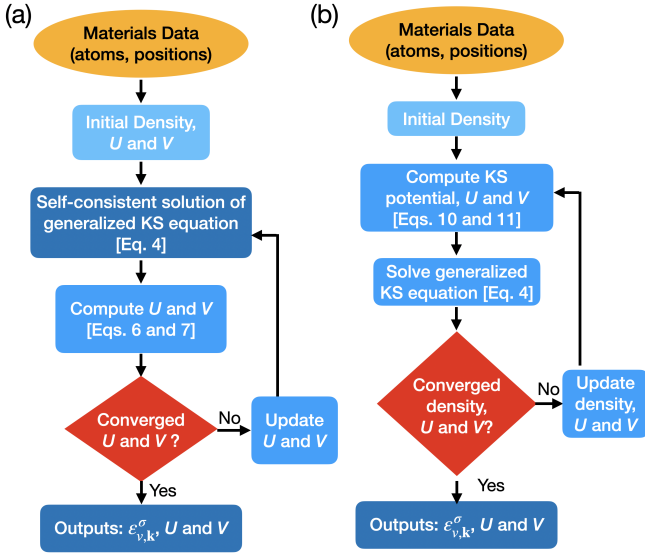 (a)
Materials Data
(atoms, positions)
Initial Density,
U and V
Self-consistent solution of
generalized KS equation
[Eq. 4]
Compute U and V
[Eqs. 6 and 7]
Converged
U and V ?
No
Update
U and V
Yes
Outputs: ε^σ_{v,k}, U and V
(b)
Materials Data
(atoms, positions)
Initial Density
Compute KS
potential, U and V
[Eqs. 10 and 11]
Solve generalized
KS equation [Eq. 4]
Converged
density,
U and V?
No
Update
density,
U and V
Yes
Outputs: ε^σ_{v,k}, U and V